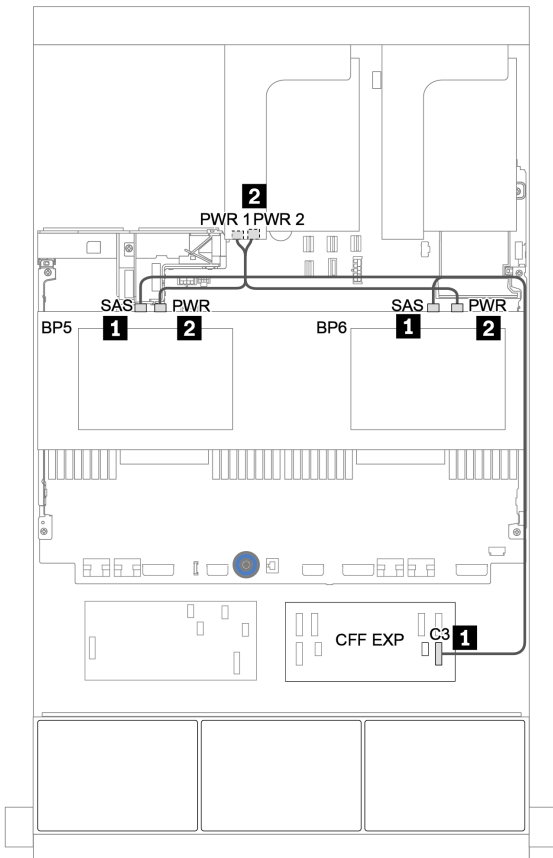 2
PWR 1 PWR 2
SAS PWR SAS PWR
BP5 1 2 BP6 1 2
CFF EXP C3 1